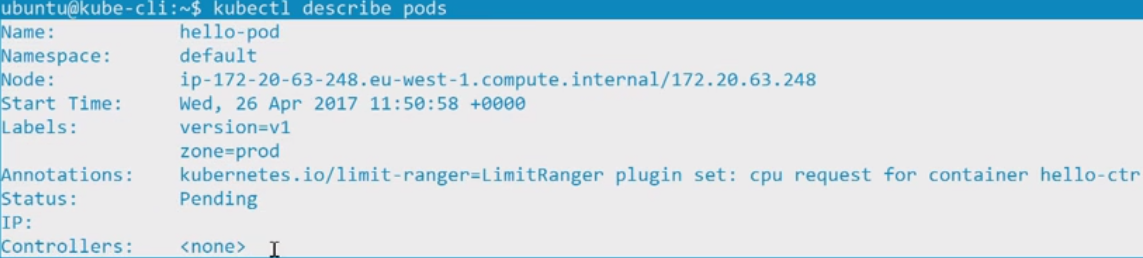 ubuntu@kube-cli:~$ kubectl describe pods
Name: hello-pod
Namespace: default
Node: ip-172-20-63-248.eu-west-1.compute.internal/172.20.63.248
Start Time: Wed, 26 Apr 2017 11:50:58 +0000
Labels: version=v1
zone=prod
Annotations: kubernetes.io/limit-ranger=LimitRanger plugin set: cpu request for container hello-ctr
Status: Pending
IP:
Controllers: <none>